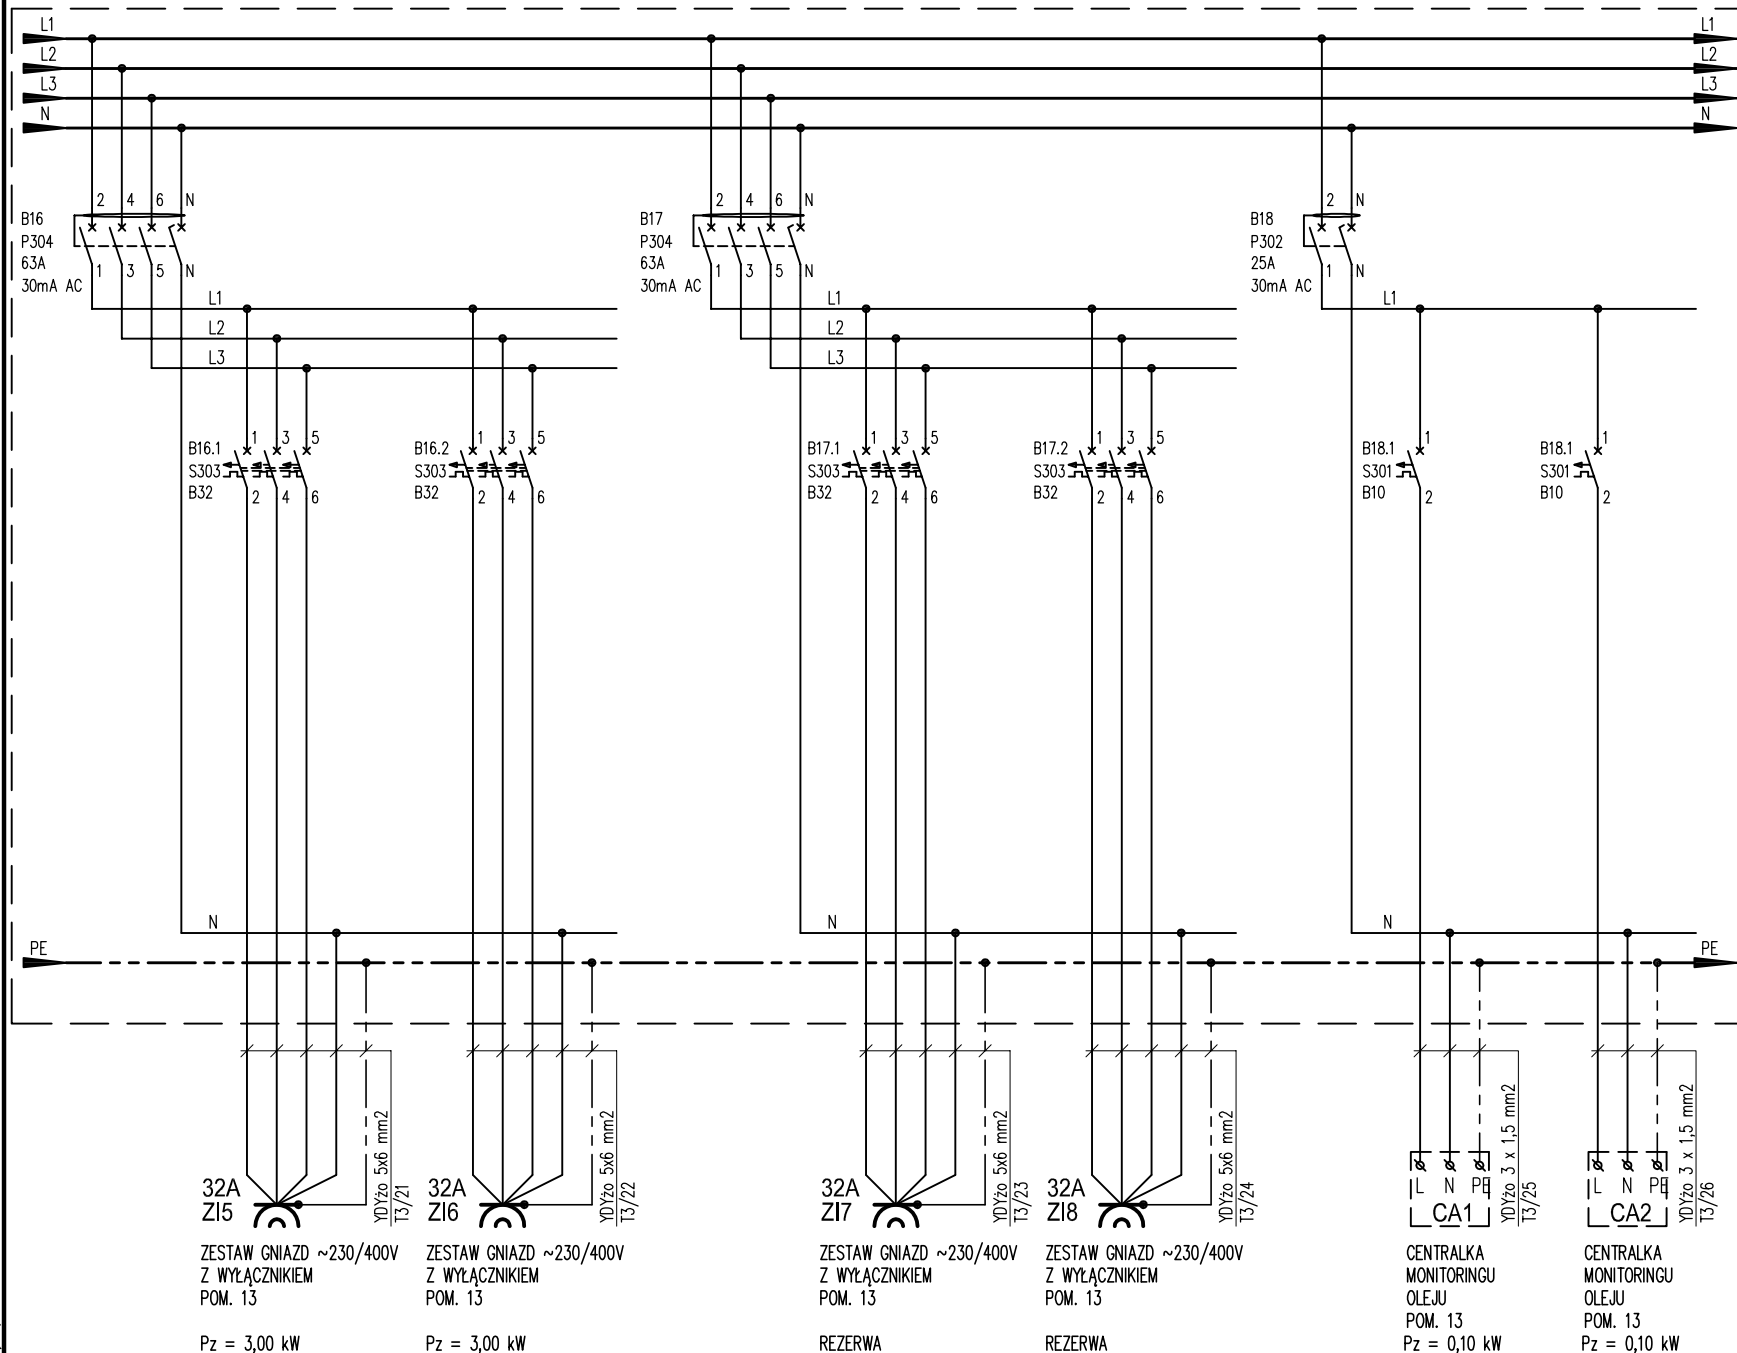 L1
L1
L2
L2
L3
L3
N
N
2 4 6 N
B16
P304
63A
30mA AC
1 3 5 N
2 4 6 N
B17
P304
63A
30mA AC
1 3 5 N
2 N
B18
P302
25A
30mA AC
1 N
L1
L2
L3
L1
L2
L3
L1
B16.1
S303
B32
1 3 5
2 4 6
B16.2
S303
B32
1 3 5
2 4 6
B17.1
S303
B32
1 3 5
2 4 6
B17.2
S303
B32
1 3 5
2 4 6
B18.1
S301
B10
1
2
B18.1
S301
B10
1
2
N
N
N
PE
PE
YDYżo 5x6 mm2
T3/21
32A
ZI5
ZESTAW GNIAZD ~230/400V
Z WYŁĄCZNIKIEM
POM. 13
Pz = 3,00 kW
YDYżo 5x6 mm2
T3/22
32A
ZI6
ZESTAW GNIAZD ~230/400V
Z WYŁĄCZNIKIEM
POM. 13
Pz = 3,00 kW
YDYżo 5x6 mm2
T3/23
32A
ZI7
ZESTAW GNIAZD ~230/400V
Z WYŁĄCZNIKIEM
POM. 13
REZERWA
YDYżo 5x6 mm2
T3/24
32A
ZI8
ZESTAW GNIAZD ~230/400V
Z WYŁĄCZNIKIEM
POM. 13
REZERWA
YDYżo 3 x 1,5 mm2
T3/25
L N PE
CA1
CENTRALKA
MONITORINGU
OLEJU
POM. 13
Pz = 0,10 kW
YDYżo 3 x 1,5 mm2
T3/26
L N PE
CA2
CENTRALKA
MONITORINGU
OLEJU
POM. 13
Pz = 0,10 kW